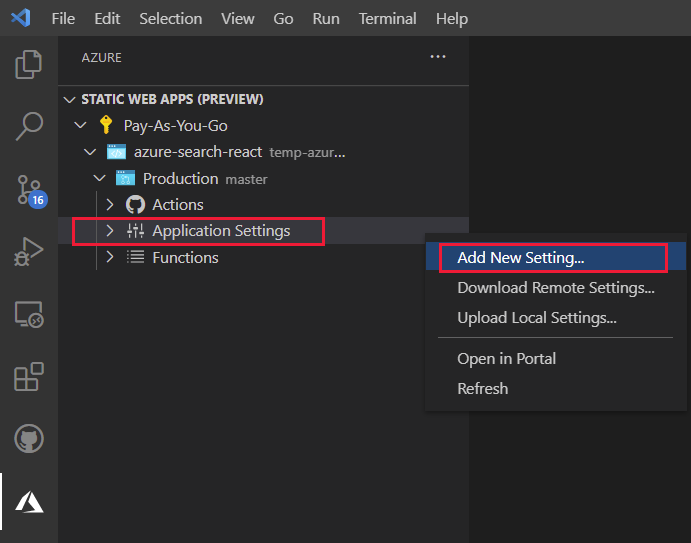 File Edit Selection View Go Run Terminal Help
AZURE ···
STATIC WEB APPS (PREVIEW)
Pay-As-You-Go
azure-search-react temp-azur...
Production master
Actions
16
Application Settings
Functions
Add New Setting...
Download Remote Settings...
Upload Local Settings...
Open in Portal
Refresh